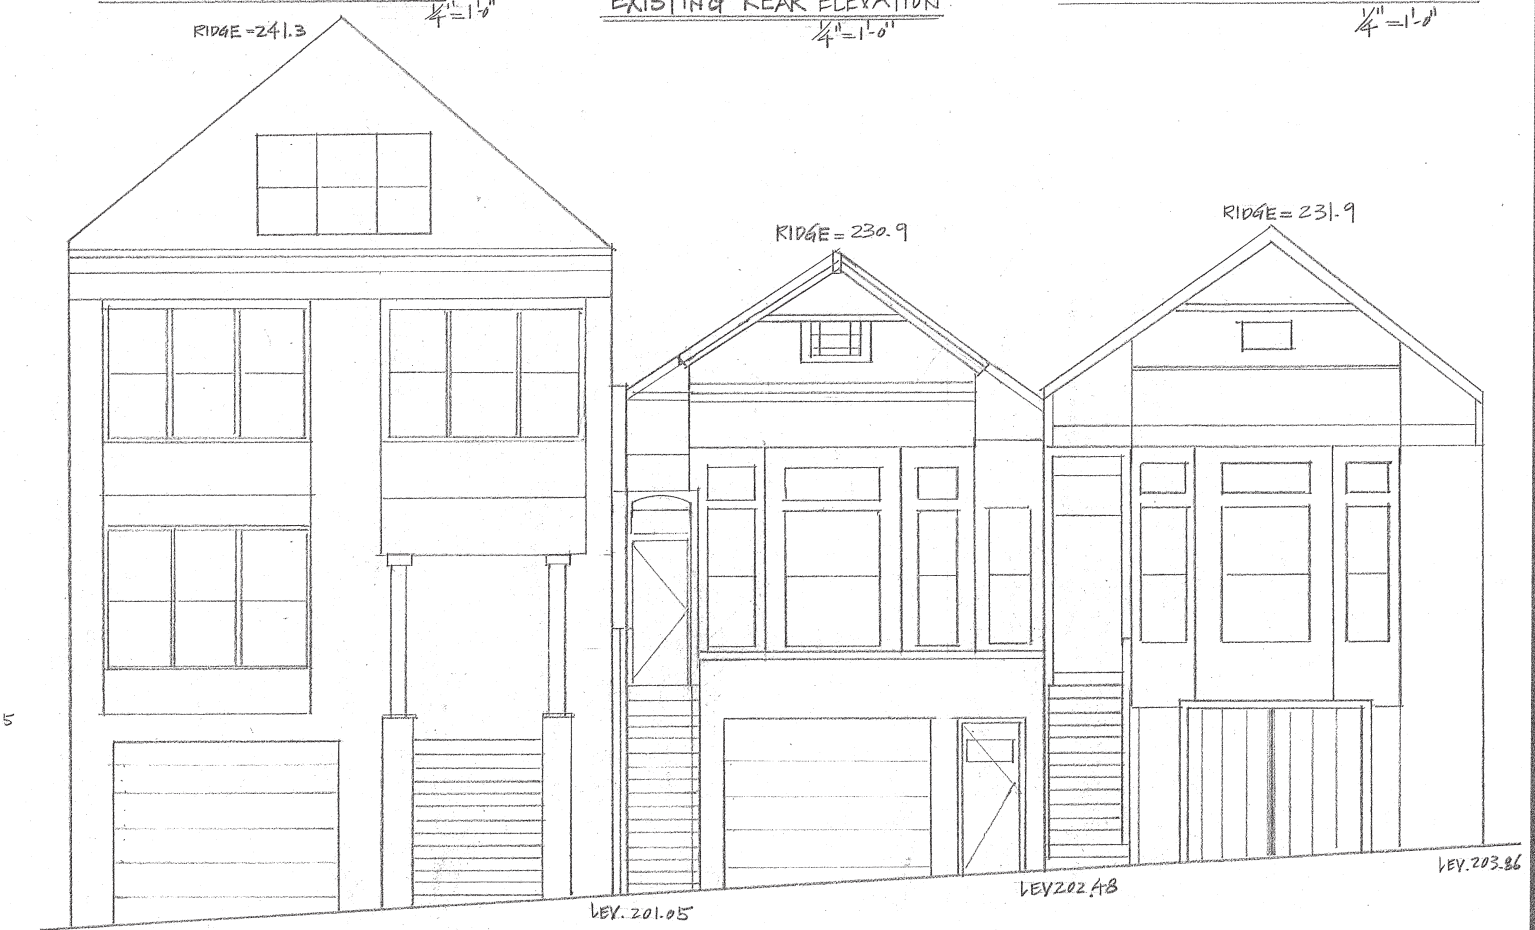 1/4"=1'-0"
EXISTING REAR ELEVATION
1/4"=1'-0"
1/4"=1'-0"
RIDGE=241.3
RIDGE=231.9
RIDGE=230.9
5
LEV.203.86
LEV202.48
LEV.201.05